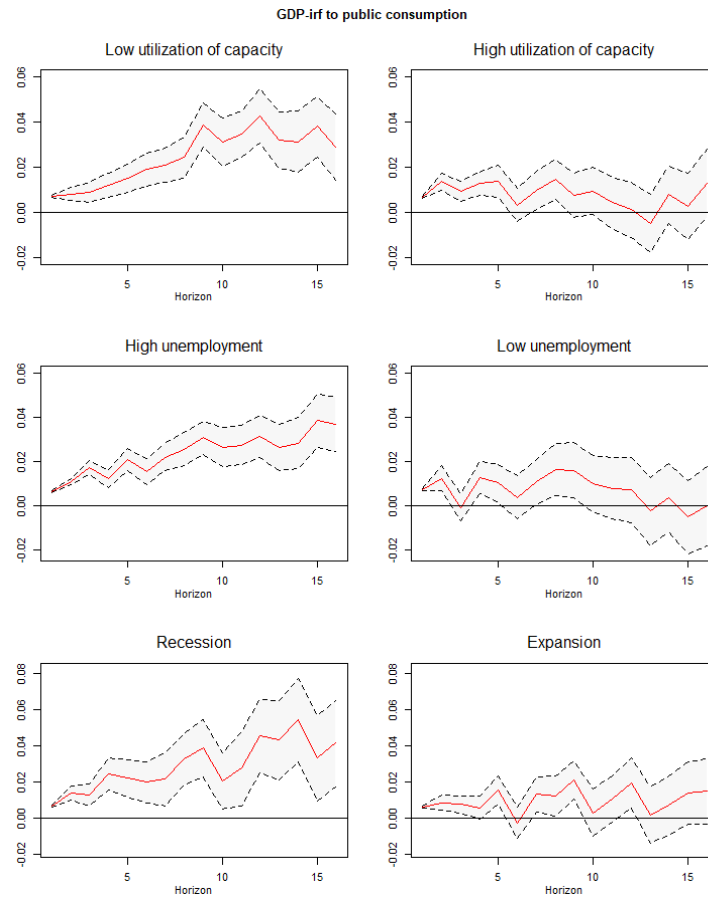 GDP-irf to public consumption
Low utilization of capacity
High utilization of capacity
0.06
0.04
0.02
0.00
-0.02
5 10 15
Horizon
0.06
0.04
0.02
0.00
-0.02
5 10 15
Horizon
High unemployment
Low unemployment
0.06
0.04
0.02
0.00
-0.02
5 10 15
Horizon
0.06
0.04
0.02
0.00
-0.02
5 10 15
Horizon
Recession
Expansion
0.08
0.06
0.04
0.02
0.00
-0.02
5 10 15
Horizon
0.08
0.06
0.04
0.02
0.00
-0.02
5 10 15
Horizon